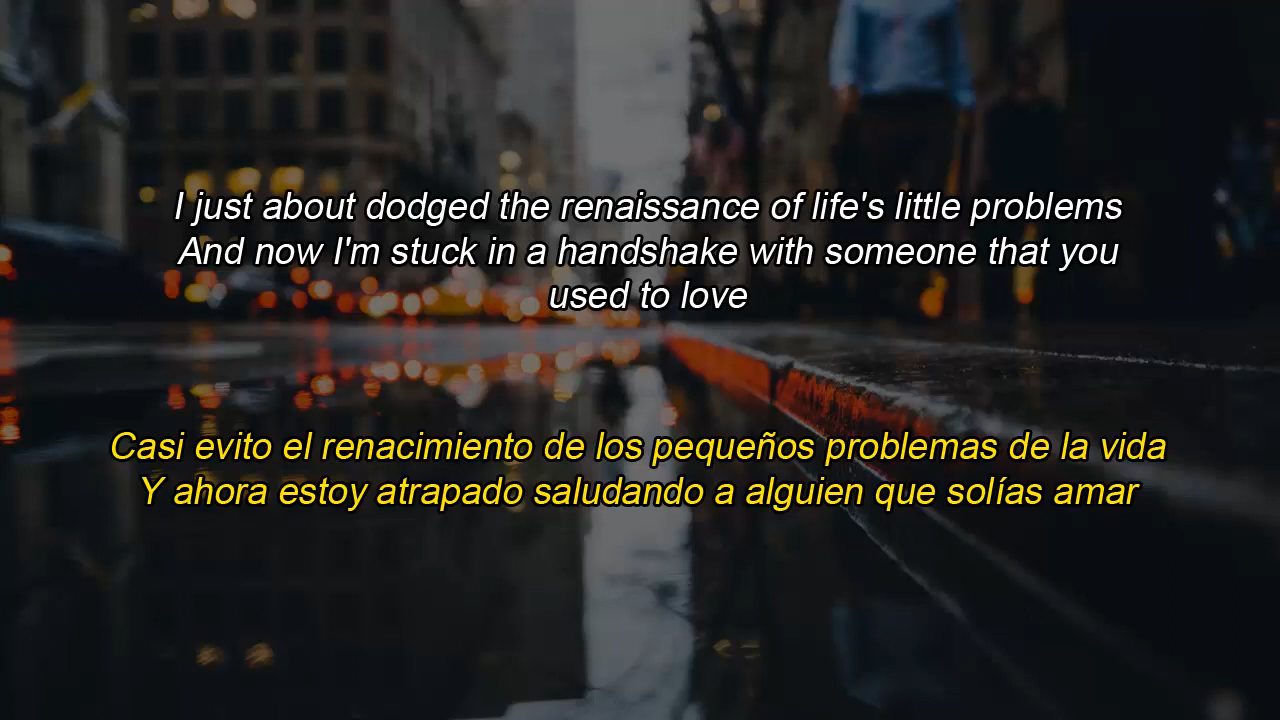 I just about dodged the renaissance of life's little problems
And now I'm stuck in a handshake with someone that you
used to love
Casi evito el renacimiento de los pequeños problemas de la vida
Y ahora estoy atrapado saludando a alguien que solías amar